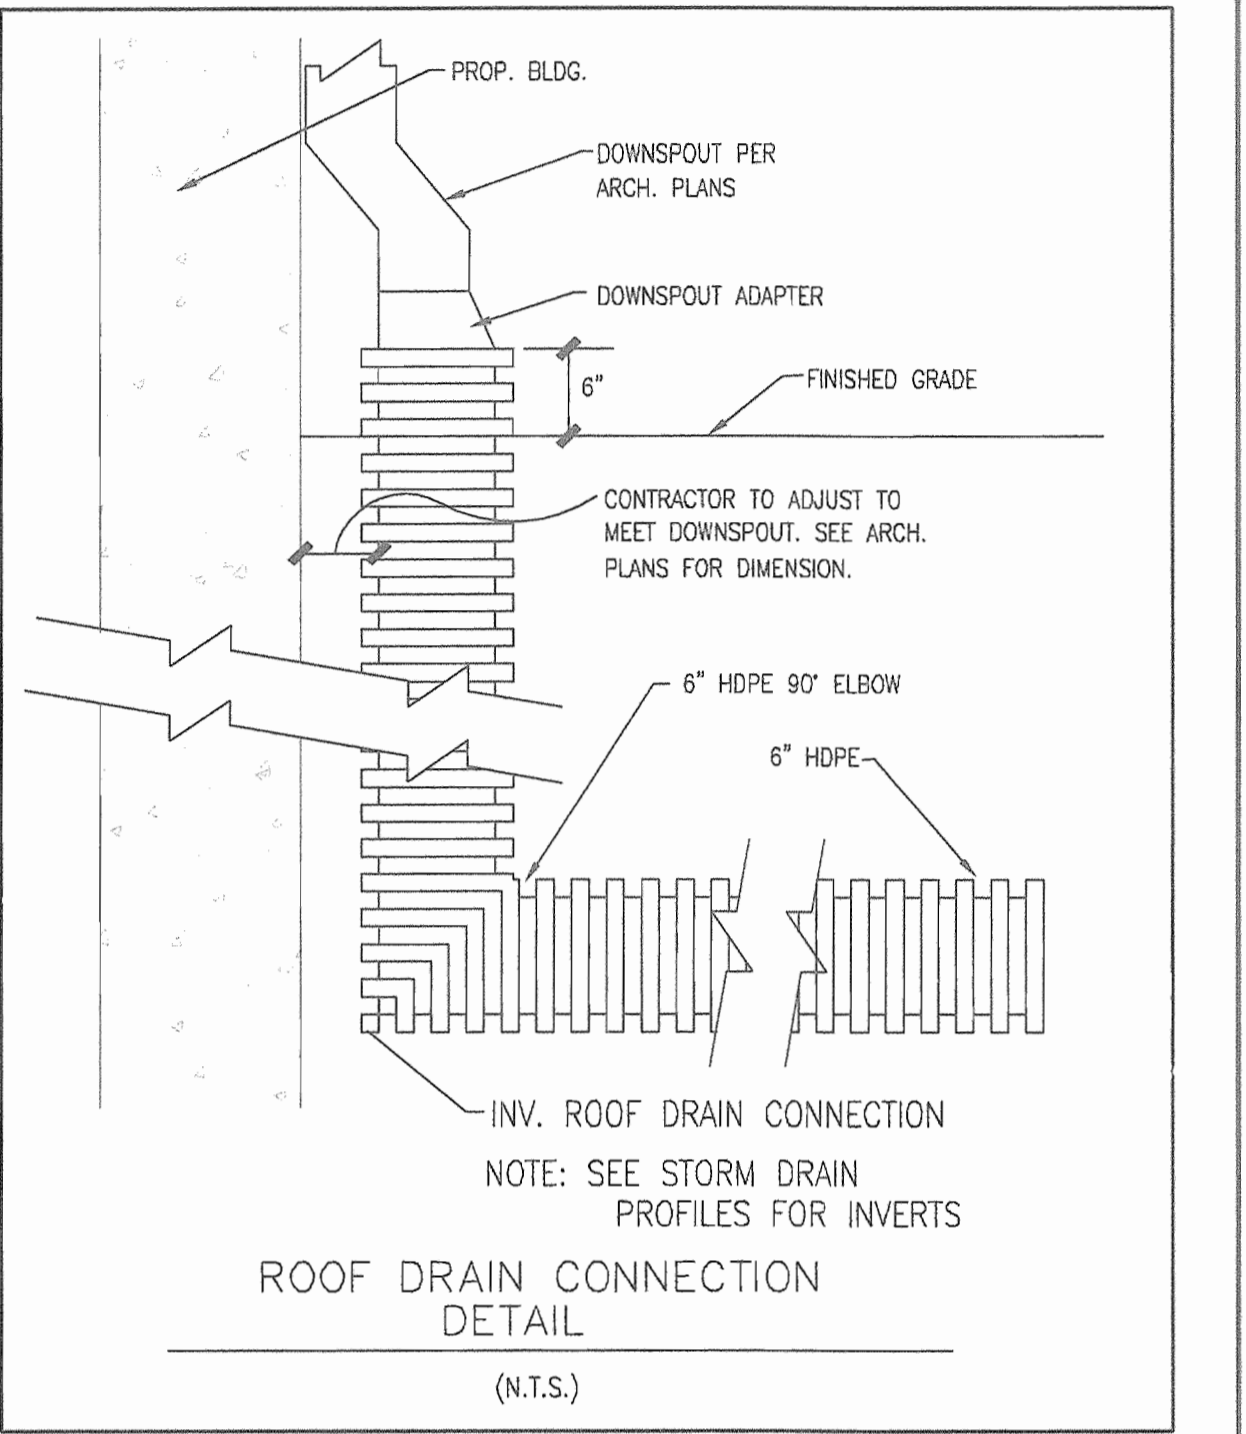 PROP. BLDG.
DOWNSPOUT PER
ARCH. PLANS
DOWNSPOUT ADAPTER
6"
FINISHED GRADE
CONTRACTOR TO ADJUST TO
MEET DOWNSPOUT. SEE ARCH.
PLANS FOR DIMENSION.
6" HDPE 90° ELBOW
6" HDPE
INV. ROOF DRAIN CONNECTION
NOTE: SEE STORM DRAIN
PROFILES FOR INVERTS
ROOF DRAIN CONNECTION
DETAIL
(N.T.S.)